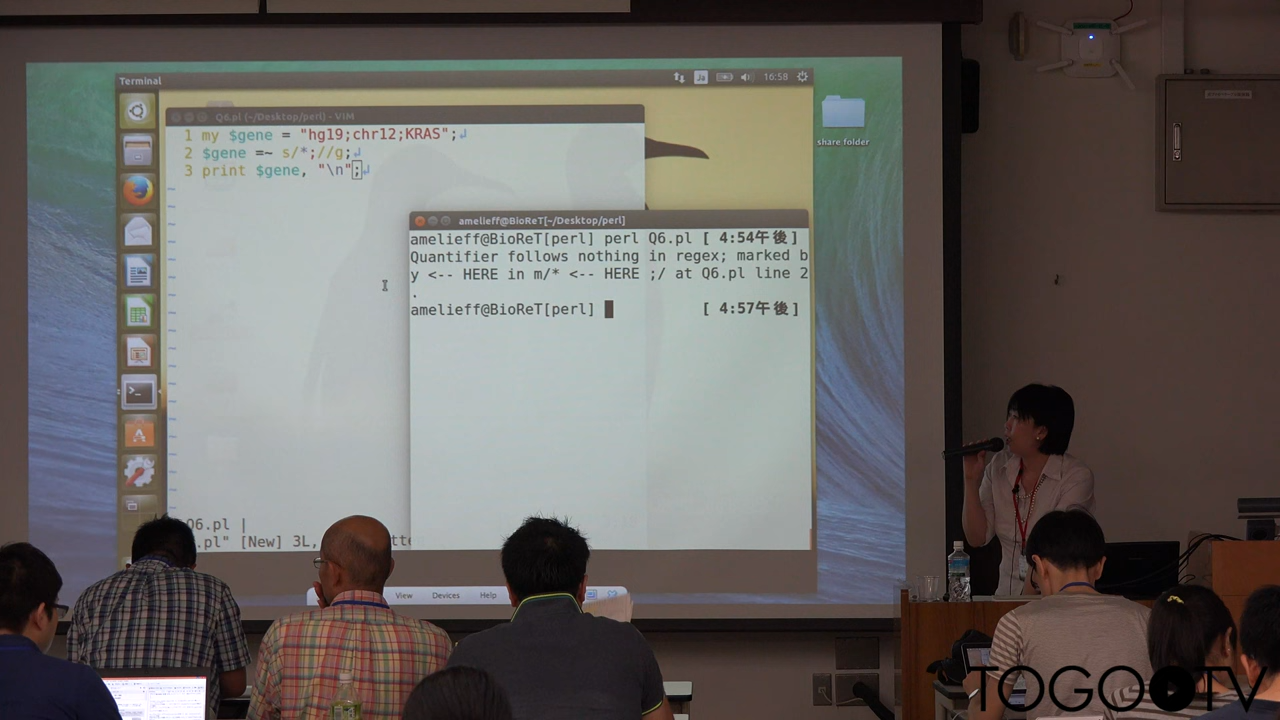 Terminal
Ja
16:58
Q6.pl (~/Desktop/perl) - VIM
1 my $gene = "hg19;chr12;KRAS";
2 $gene =~ s/*;//g;
3 print $gene, "\n";
share folder
amelieff@BioReT[~/Desktop/perl]
amelieff@BioReT[perl] perl Q6.pl [ 4:54午後]
Quantifier follows nothing in regex; marked b
y <-- HERE in m/* <-- HERE ;/ at Q6.pl line 2
.
amelieff@BioReT[perl] [ 4:57午後]
Q6.pl |
.pl" [New] 3L,
View Devices Help
TOGOTV